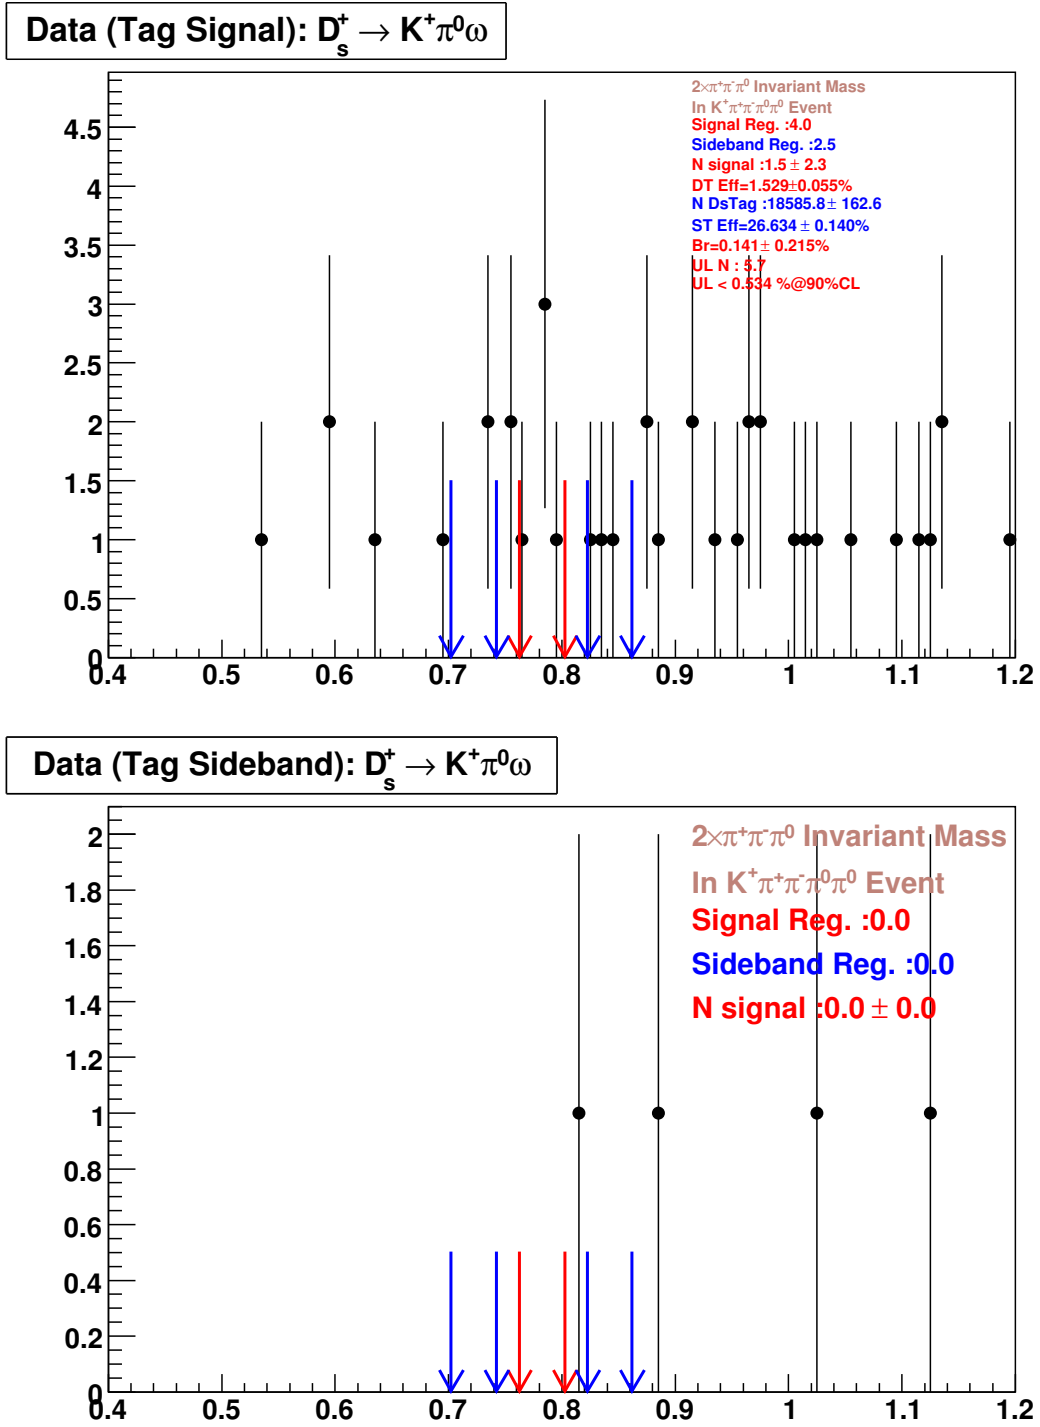 Data (Tag Signal): D_s^+ → K^+π^0ω
2×π^+π^-π^0 Invariant Mass
In K^+π^+π^-π^0π^0 Event
Signal Reg. :4.0
Sideband Reg. :2.5
N signal :1.5 ± 2.3
DT Eff=1.529±0.055%
N DsTag :18585.8± 162.6
ST Eff=26.634 ± 0.140%
Br=0.141± 0.215%
UL N : 5.7
UL < 0.534 %@90%CL
4.5
4
3.5
3
2.5
2
1.5
1
0.5
0
0.4 0.5 0.6 0.7 0.8 0.9 1 1.1 1.2
Data (Tag Sideband): D_s^+ → K^+π^0ω
2×π^+π^-π^0 Invariant Mass
In K^+π^+π^-π^0π^0 Event
Signal Reg. :0.0
Sideband Reg. :0.0
N signal :0.0 ± 0.0
2
1.8
1.6
1.4
1.2
1
0.8
0.6
0.4
0.2
0
0.4 0.5 0.6 0.7 0.8 0.9 1 1.1 1.2